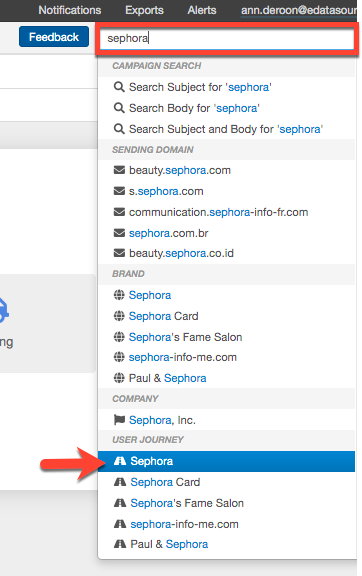 Notifications Exports Alerts ann.deroon@edatasour
Feedback sephora
CAMPAIGN SEARCH
Search Subject for 'sephora'
Search Body for 'sephora'
Search Subject and Body for 'sephora'
SENDING DOMAIN
beauty.sephora.com
s.sephora.com
communication.sephora-info-fr.com
sephora.com.br
beauty.sephora.co.id
BRAND
Sephora
Sephora Card
Sephora's Fame Salon
sephora-info-me.com
ng
Paul & Sephora
COMPANY
Sephora, Inc.
USER JOURNEY
Sephora
Sephora Card
Sephora's Fame Salon
sephora-info-me.com
Paul & Sephora